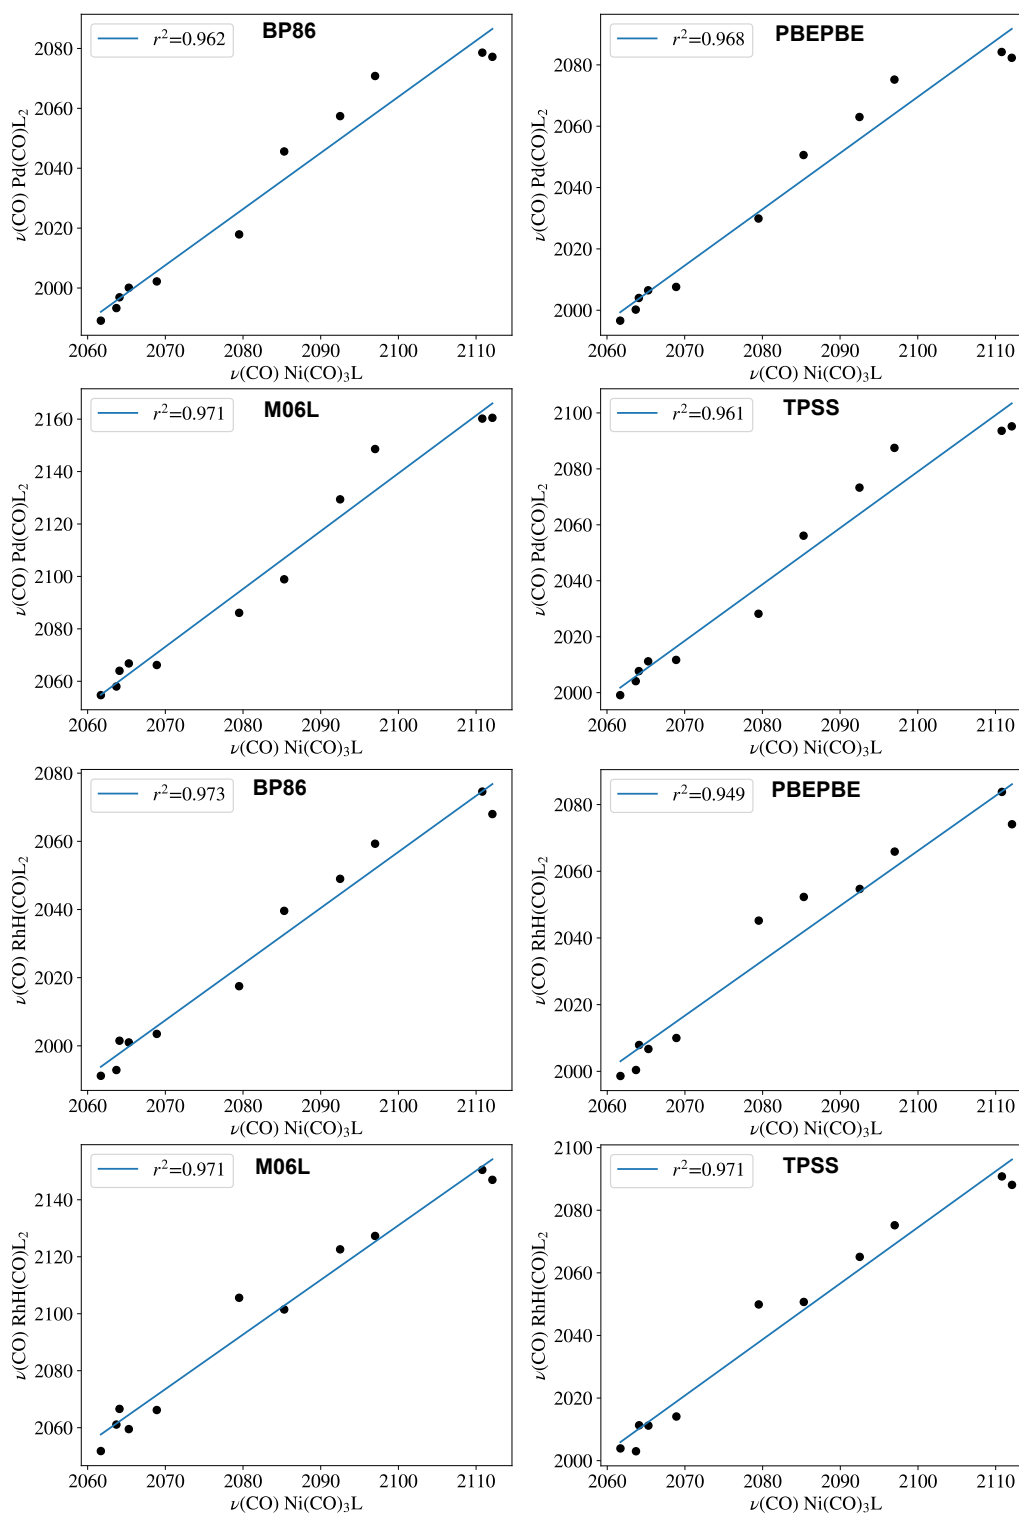 BP86
r²=0.962
ν(CO) Pd(CO)L₂
2080
2060
2040
2020
2000
2060 2070 2080 2090 2100 2110
ν(CO) Ni(CO)₃L
PBEPBE
r²=0.968
ν(CO) Pd(CO)L₂
2080
2060
2040
2020
2000
2060 2070 2080 2090 2100 2110
ν(CO) Ni(CO)₃L
M06L
r²=0.971
ν(CO) Pd(CO)L₂
2160
2140
2120
2100
2080
2060
2060 2070 2080 2090 2100 2110
ν(CO) Ni(CO)₃L
TPSS
r²=0.961
ν(CO) Pd(CO)L₂
2100
2080
2060
2040
2020
2000
2060 2070 2080 2090 2100 2110
ν(CO) Ni(CO)₃L
BP86
r²=0.973
ν(CO) RhH(CO)L₂
2080
2060
2040
2020
2000
2060 2070 2080 2090 2100 2110
ν(CO) Ni(CO)₃L
PBEPBE
r²=0.949
ν(CO) RhH(CO)L₂
2080
2060
2040
2020
2000
2060 2070 2080 2090 2100 2110
ν(CO) Ni(CO)₃L
M06L
r²=0.971
ν(CO) RhH(CO)L₂
2140
2120
2100
2080
2060
2060 2070 2080 2090 2100 2110
ν(CO) Ni(CO)₃L
TPSS
r²=0.971
ν(CO) RhH(CO)L₂
2100
2080
2060
2040
2020
2000
2060 2070 2080 2090 2100 2110
ν(CO) Ni(CO)₃L